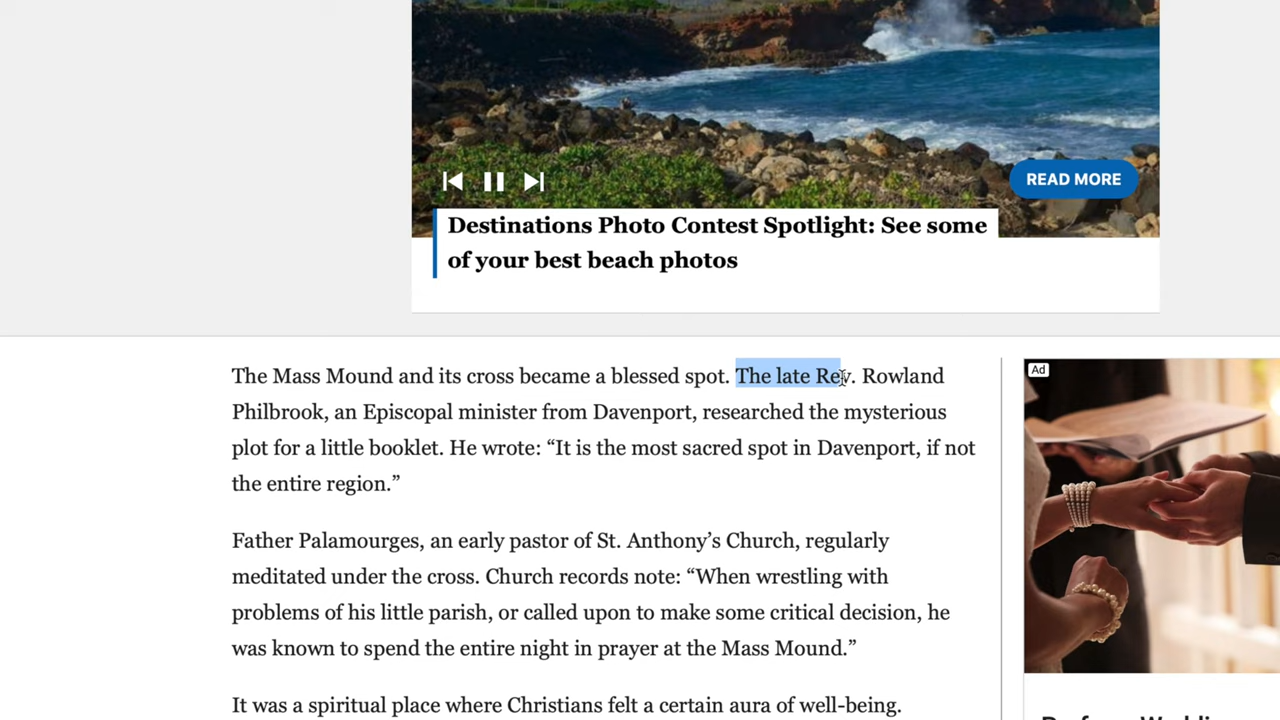 READ MORE
Destinations Photo Contest Spotlight: See some
of your best beach photos
The Mass Mound and its cross became a blessed spot. The late Rev. Rowland
Philbrook, an Episcopal minister from Davenport, researched the mysterious
plot for a little booklet. He wrote: “It is the most sacred spot in Davenport, if not
the entire region.”
Ad
Father Palamourges, an early pastor of St. Anthony’s Church, regularly
meditated under the cross. Church records note: “When wrestling with
problems of his little parish, or called upon to make some critical decision, he
was known to spend the entire night in prayer at the Mass Mound.”
It was a spiritual place where Christians felt a certain aura of well-being.